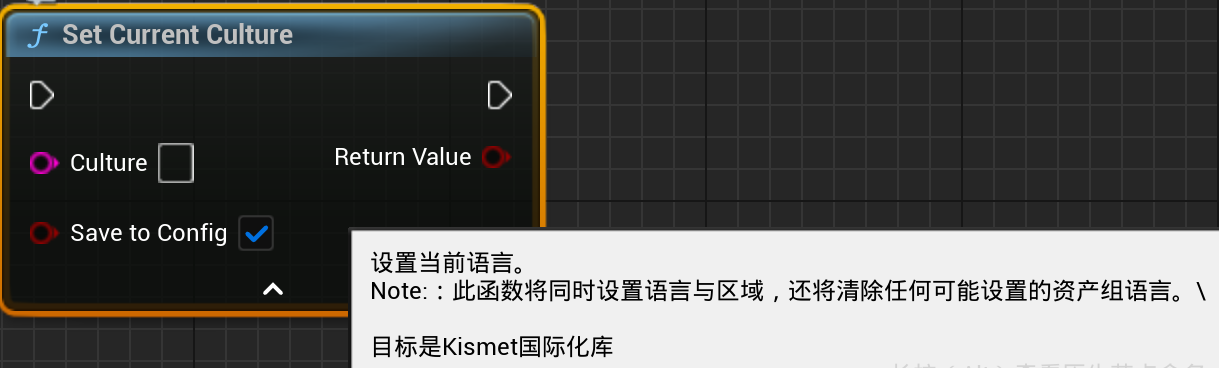 f Set Current Culture
Culture
Return Value
Save to Config
设置当前语言。
Note:：此函数将同时设置语言与区域，还将清除任何可能设置的资产组语言。\
目标是Kismet国际化库